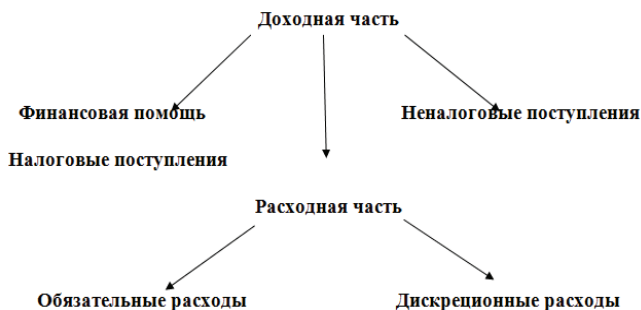 Доходная часть
Финансовая помощь
Неналоговые поступления
Налоговые поступления
Расходная часть
Обязательные расходы
Дискреционные расходы